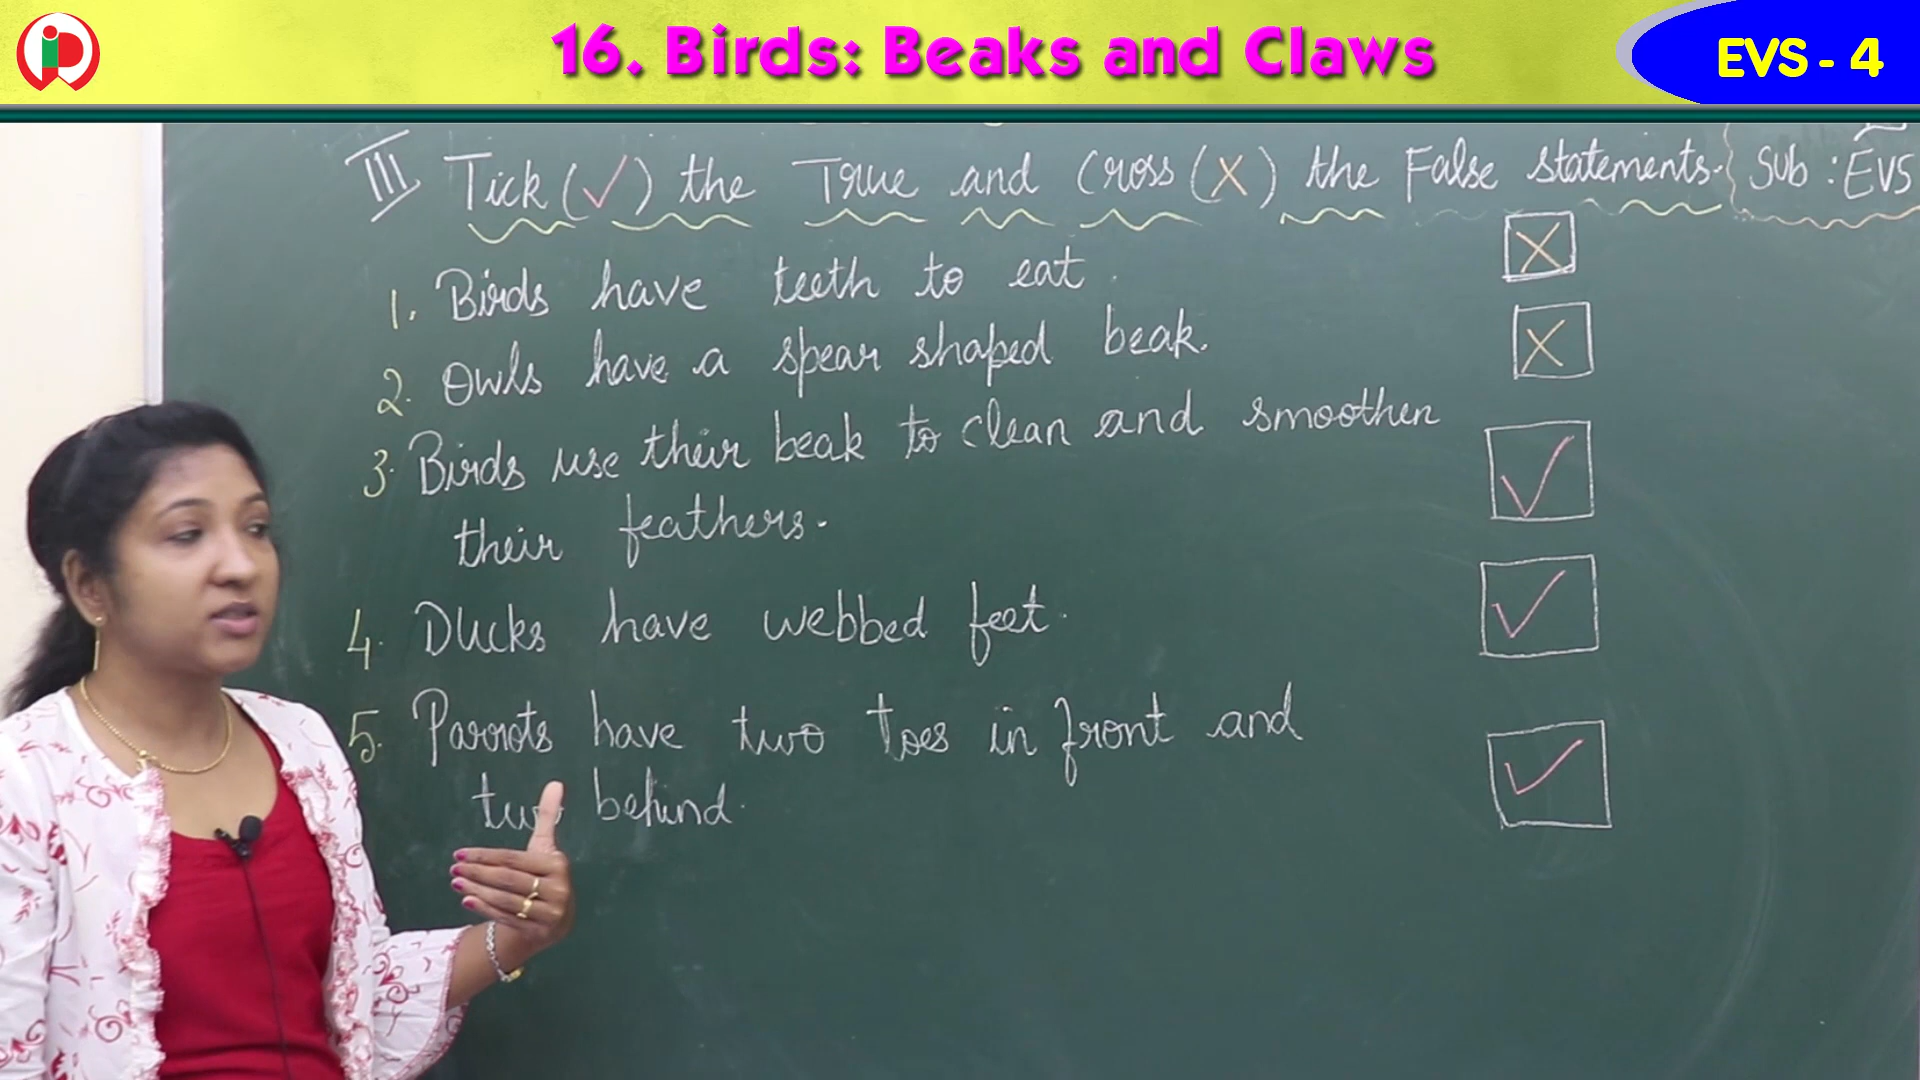 16. Birds: Beaks and Claws
EVS - 4
III Tick (✓) the True and Cross (X) the False statements. Sub : EVS
1. Birds have teeth to eat. X
2. Owls have a spear shaped beak. X
3. Birds use their beak to clean and smoothen ✓
their feathers.
4. Ducks have webbed feet. ✓
5. Parrots have two toes in front and ✓
two behind.